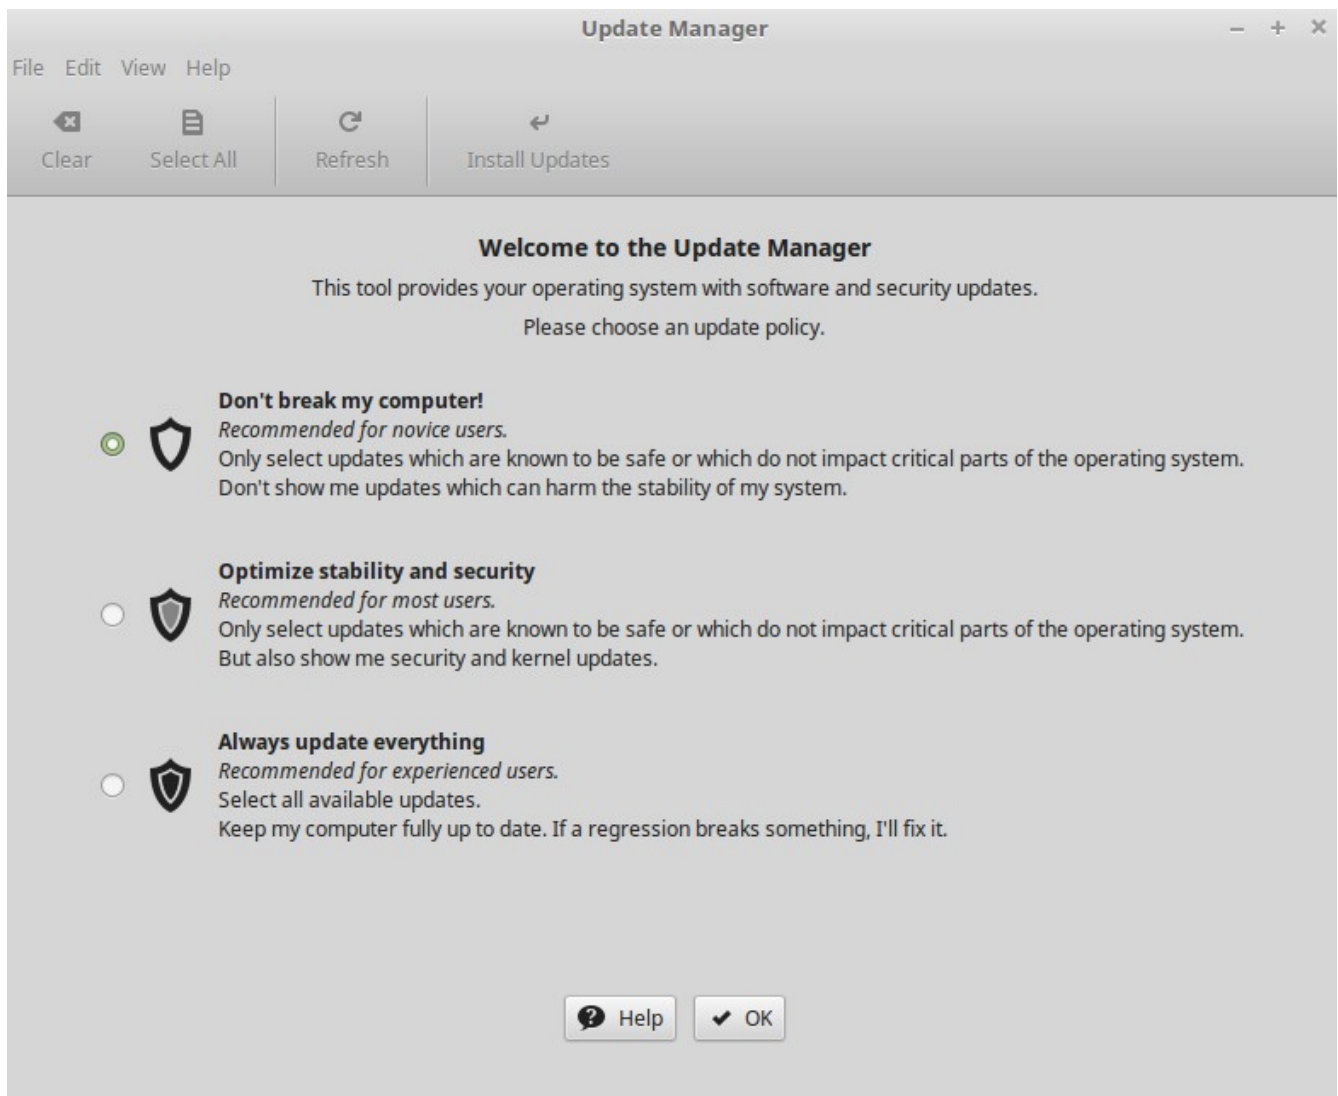 Update Manager
File Edit View Help
Clear Select All Refresh Install Updates
Welcome to the Update Manager
This tool provides your operating system with software and security updates.
Please choose an update policy.
Don't break my computer!
Recommended for novice users.
Only select updates which are known to be safe or which do not impact critical parts of the operating system.
Don't show me updates which can harm the stability of my system.
Optimize stability and security
Recommended for most users.
Only select updates which are known to be safe or which do not impact critical parts of the operating system.
But also show me security and kernel updates.
Always update everything
Recommended for experienced users.
Select all available updates.
Keep my computer fully up to date. If a regression breaks something, I'll fix it.
Help OK